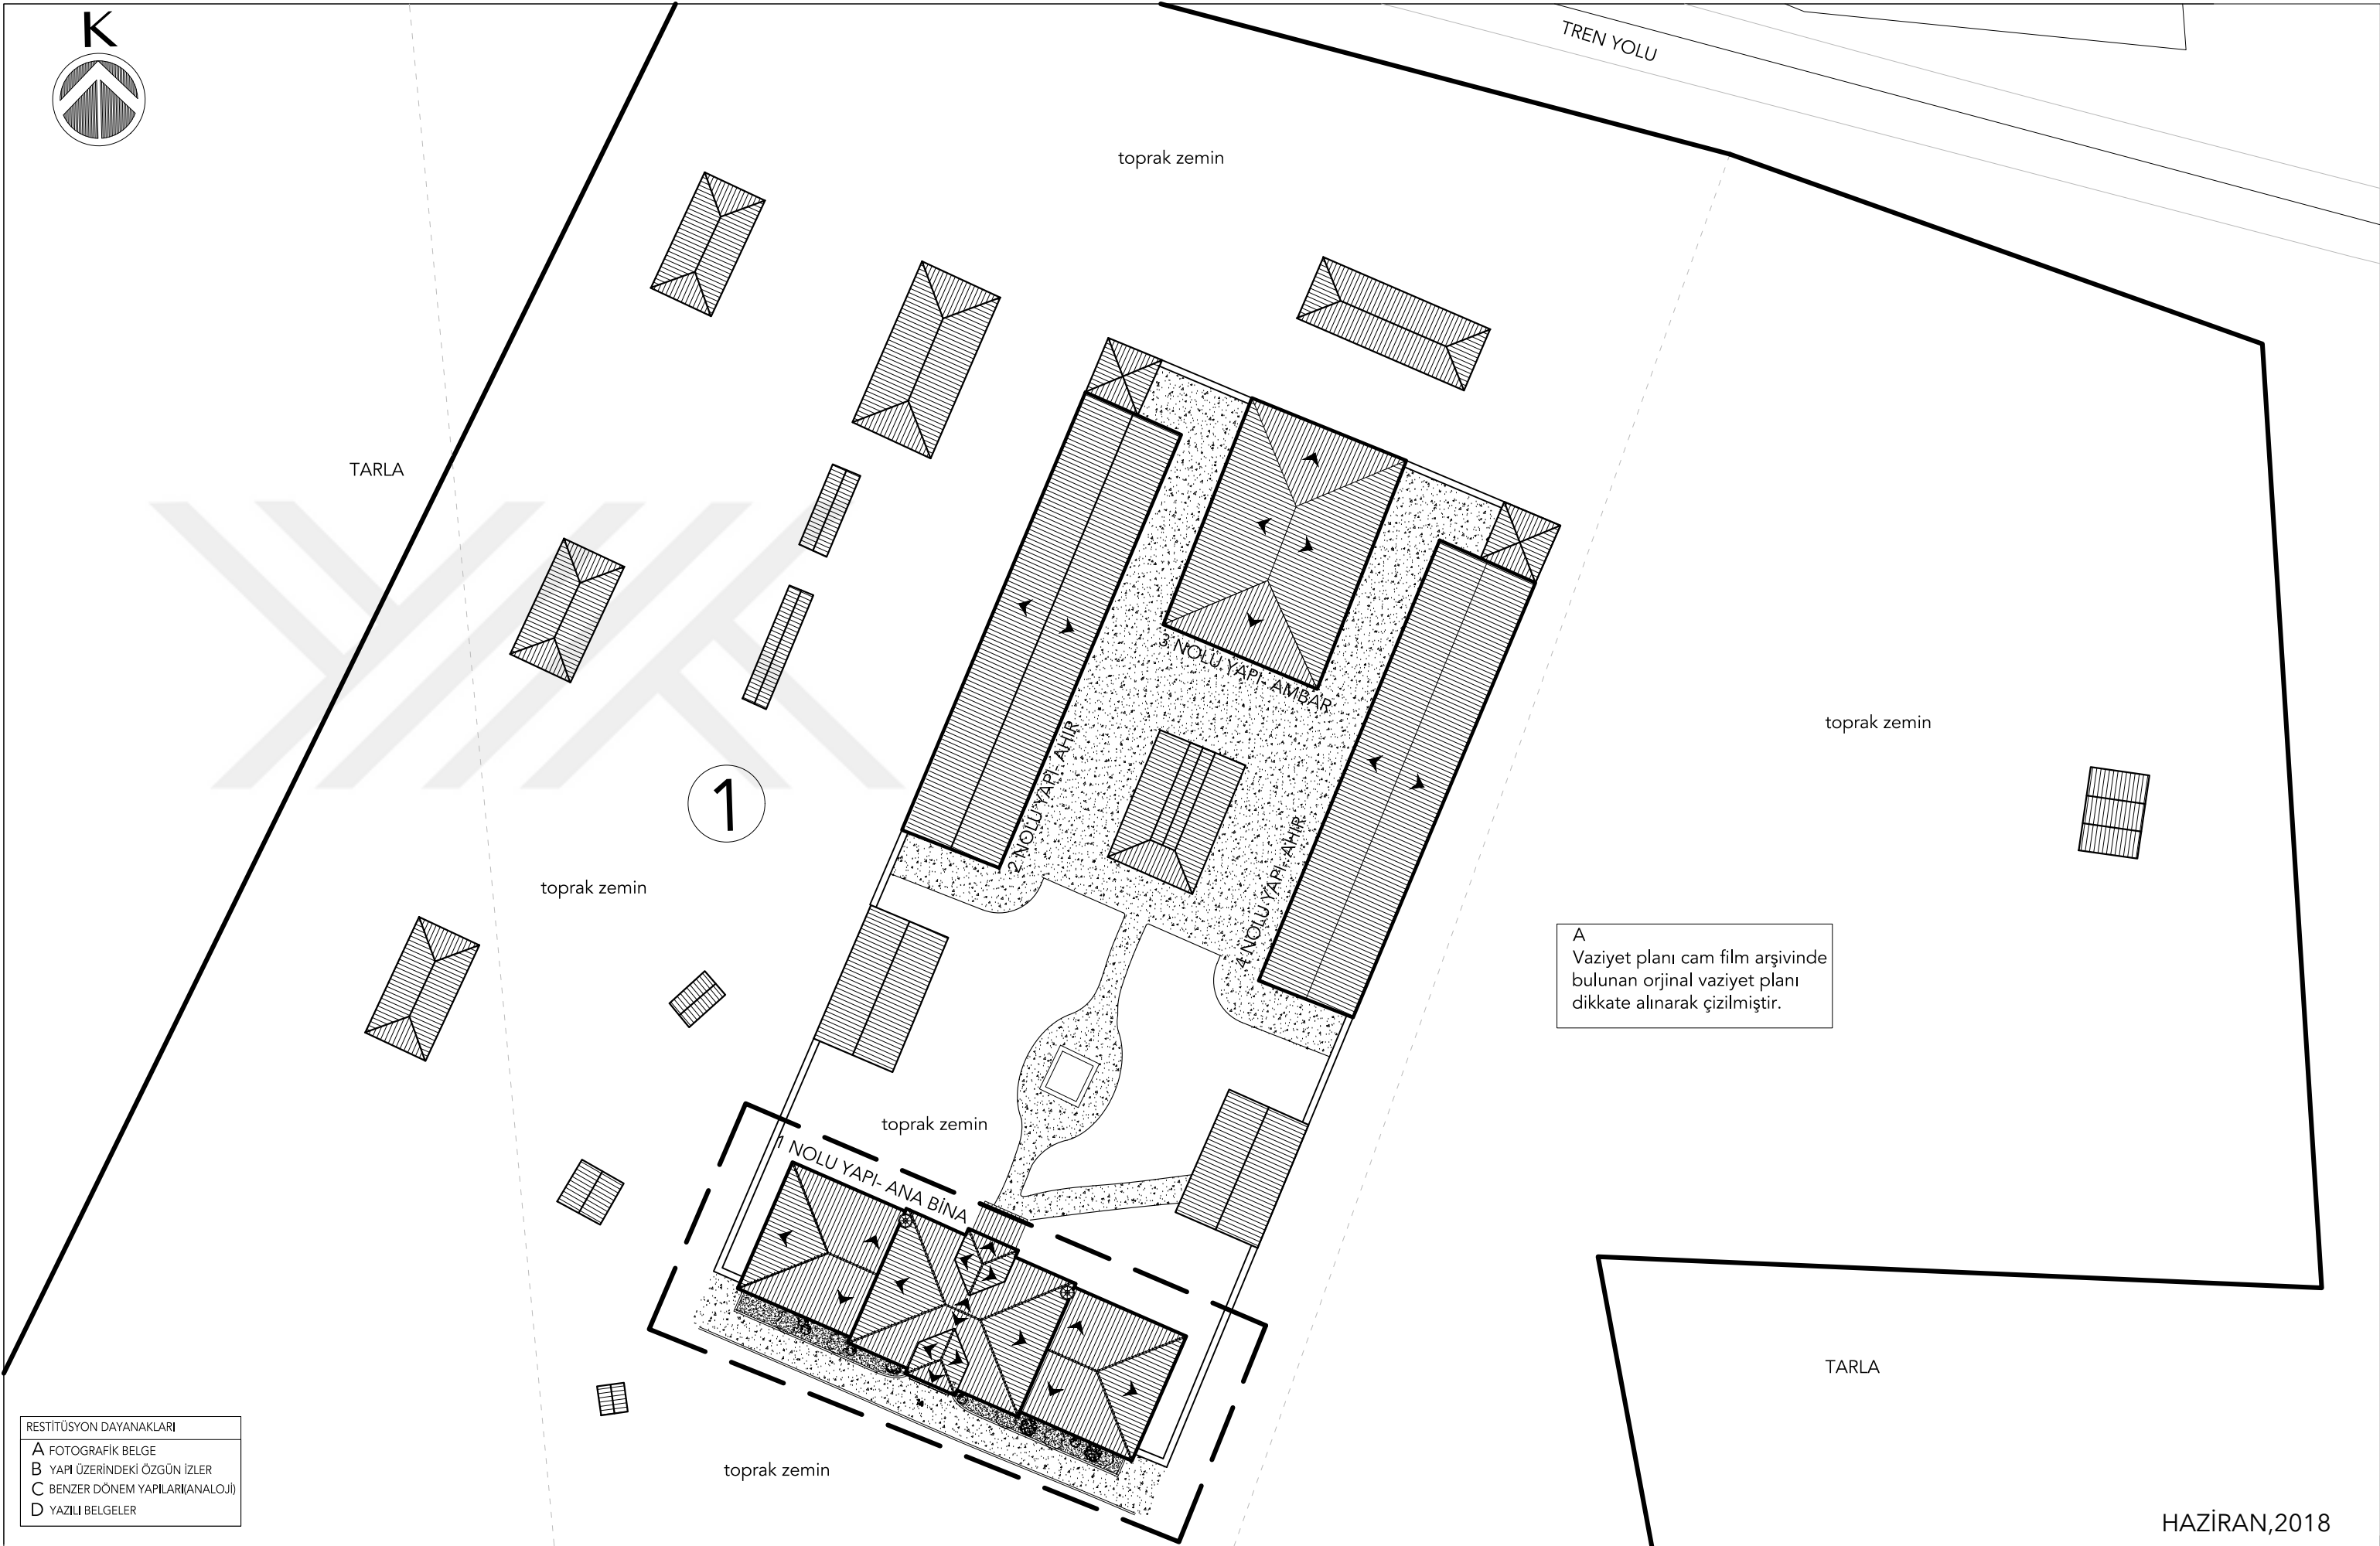 K
TREN YOLU
toprak zemin
TARLA
3 NOLU YAPI- AMBAR
toprak zemin
2 NOLU YAPI- AHIR
1
4 NOLU YAPI- AHIR
toprak zemin
A
Vaziyet planı cam film arşivinde
bulunan orjinal vaziyet planı
dikkate alınarak çizilmiştir.
toprak zemin
1 NOLU YAPI- ANA BİNA
TARLA
toprak zemin
RESTİTÜSYON DAYANAKLARI
A FOTOGRAFİK BELGE
B YAPI ÜZERİNDEKİ ÖZGÜN İZLER
C BENZER DÖNEM YAPILARI(ANALOJİ)
D YAZILI BELGELER
HAZİRAN,2018